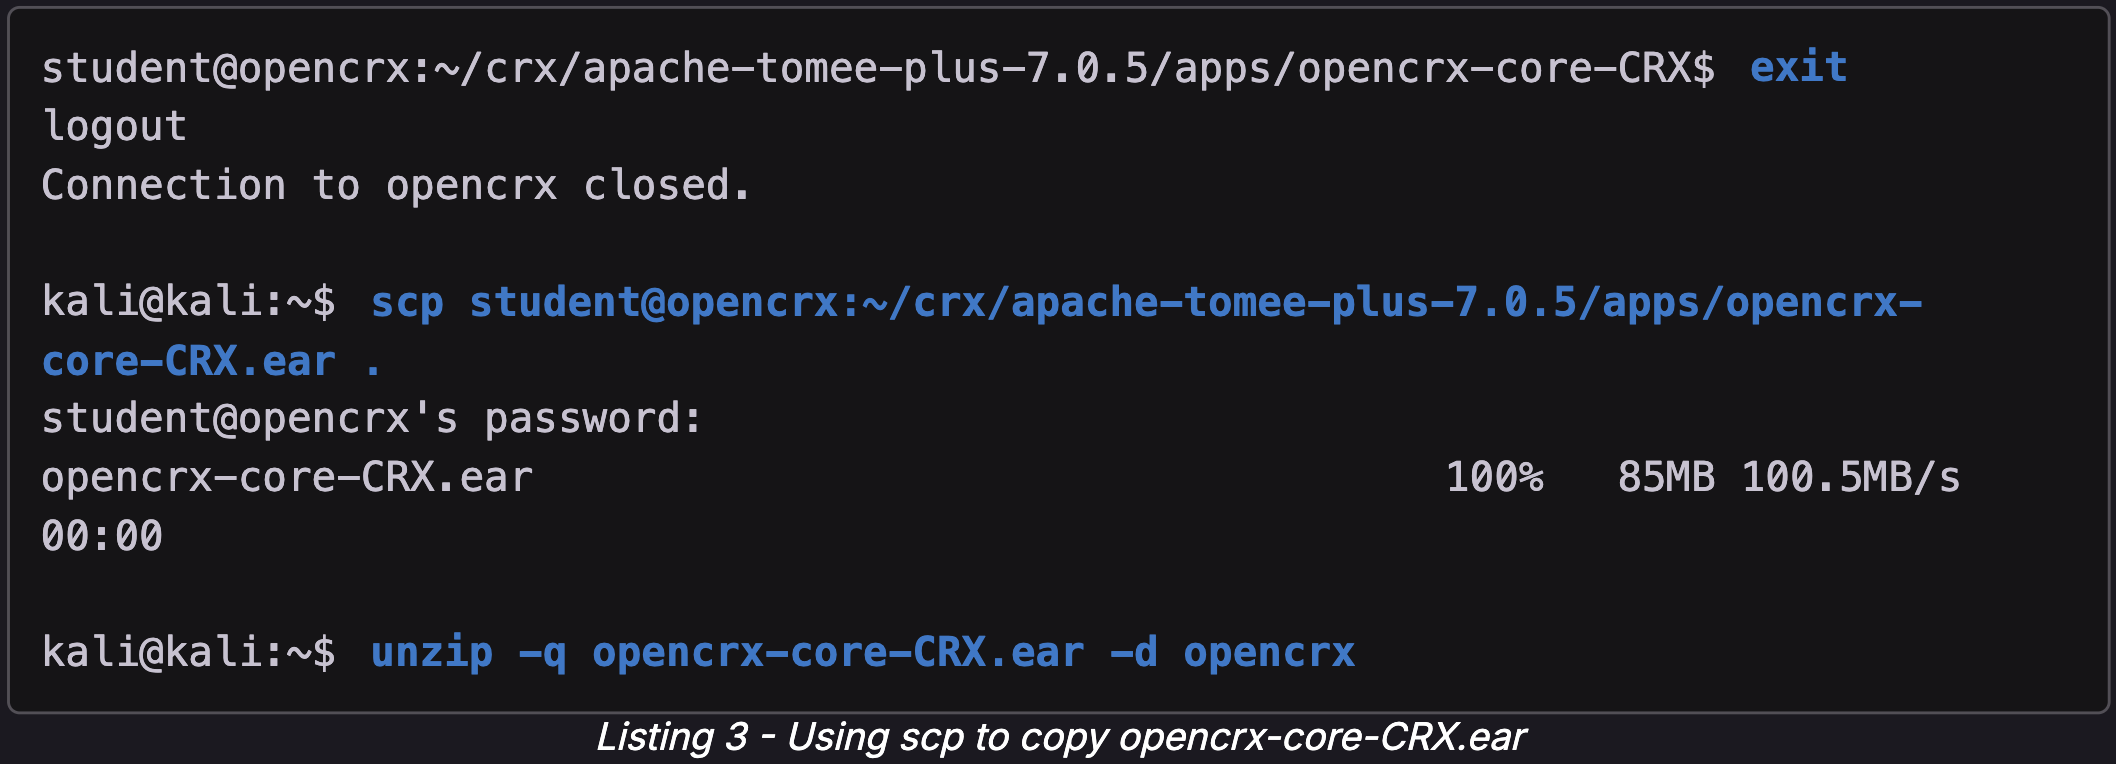 student@opencrx:~/crx/apache-tomee-plus-7.0.5/apps/opencrx-core-CRX$ exit
logout
Connection to opencrx closed.
kali@kali:~$ scp student@opencrx:~/crx/apache-tomee-plus-7.0.5/apps/opencrx-
core-CRX.ear .
student@opencrx's password:
opencrx-core-CRX.ear 100% 85MB 100.5MB/s
00:00
kali@kali:~$ unzip -q opencrx-core-CRX.ear -d opencrx
Listing 3 - Using scp to copy opencrx-core-CRX.ear